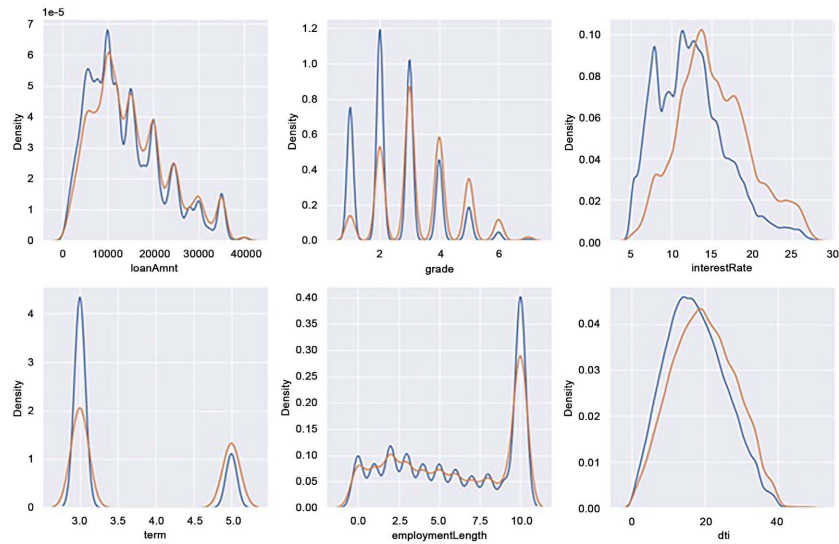 1e-5
7
6
5
4
3
2
1
0
Density
0 10000 20000 30000 40000
loanAmnt
1.2
1.0
0.8
0.6
0.4
0.2
0.0
Density
2 4 6
grade
0.10
0.08
0.06
0.04
0.02
0.00
Density
5 10 15 20 25 30
interestRate
4
3
2
1
0
Density
3.0 3.5 4.0 4.5 5.0
term
0.40
0.35
0.30
0.25
0.20
0.15
0.10
0.05
0.00
Density
0.0 2.5 5.0 7.5 10.0
employmentLength
0.04
0.03
0.02
0.01
0.00
Density
0 20 40
dti